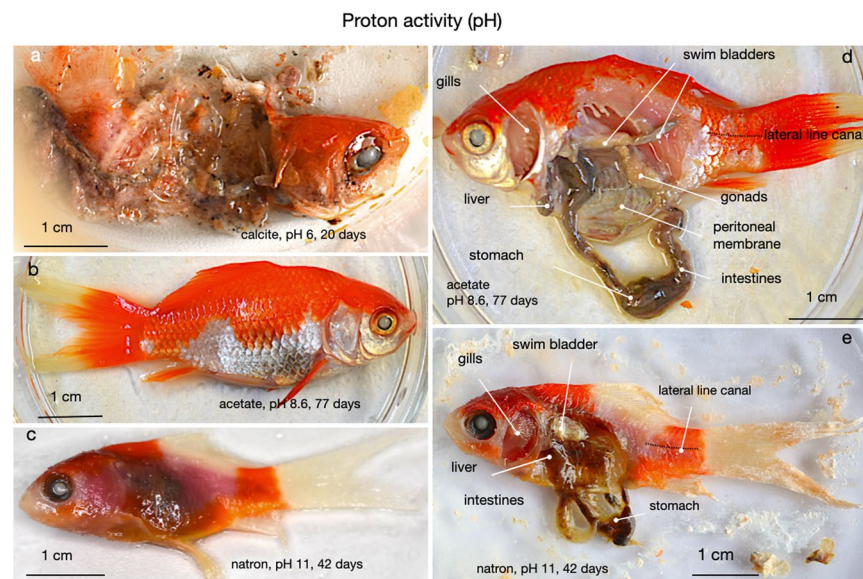 Proton activity (pH)
a
1 cm
calcite, pH 6, 20 days
b
1 cm
acetate, pH 8.6, 77 days
c
1 cm
natron, pH 11, 42 days
d
swim bladders
gills
lateral line canal
liver
gonads
peritoneal
membrane
stomach
intestines
acetate
pH 8.6, 77 days
1 cm
e
swim bladder
gills
lateral line canal
liver
intestines
stomach
natron, pH 11, 42 days
1 cm